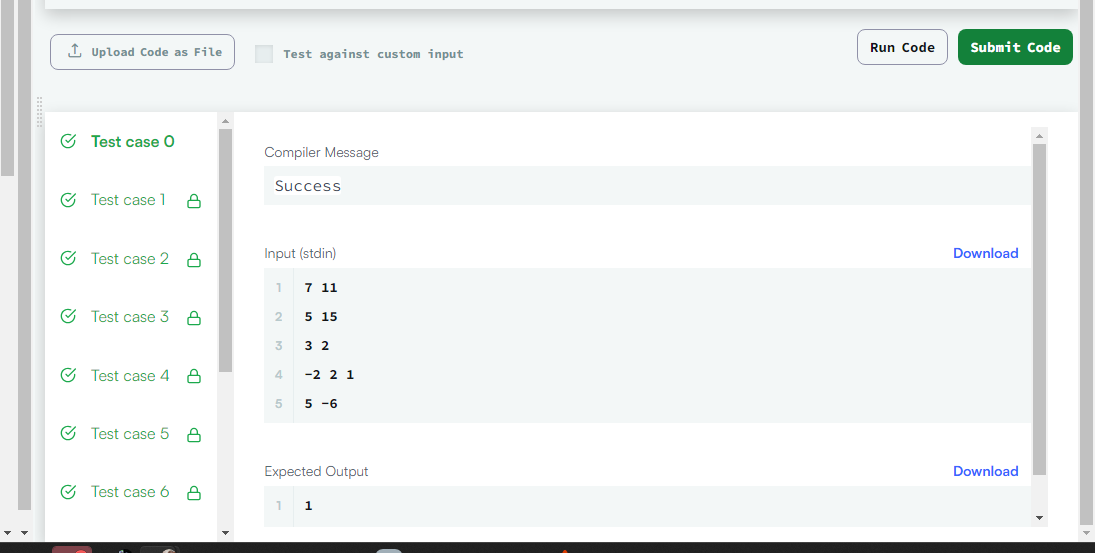 Upload Code as File
Test against custom input
Run Code
Submit Code
Test case 0
Test case 1
Test case 2
Test case 3
Test case 4
Test case 5
Test case 6
Compiler Message
Success
Input (stdin)
Download
1 7 11
2 5 15
3 3 2
4 -2 2 1
5 5 -6
Expected Output
Download
1 1